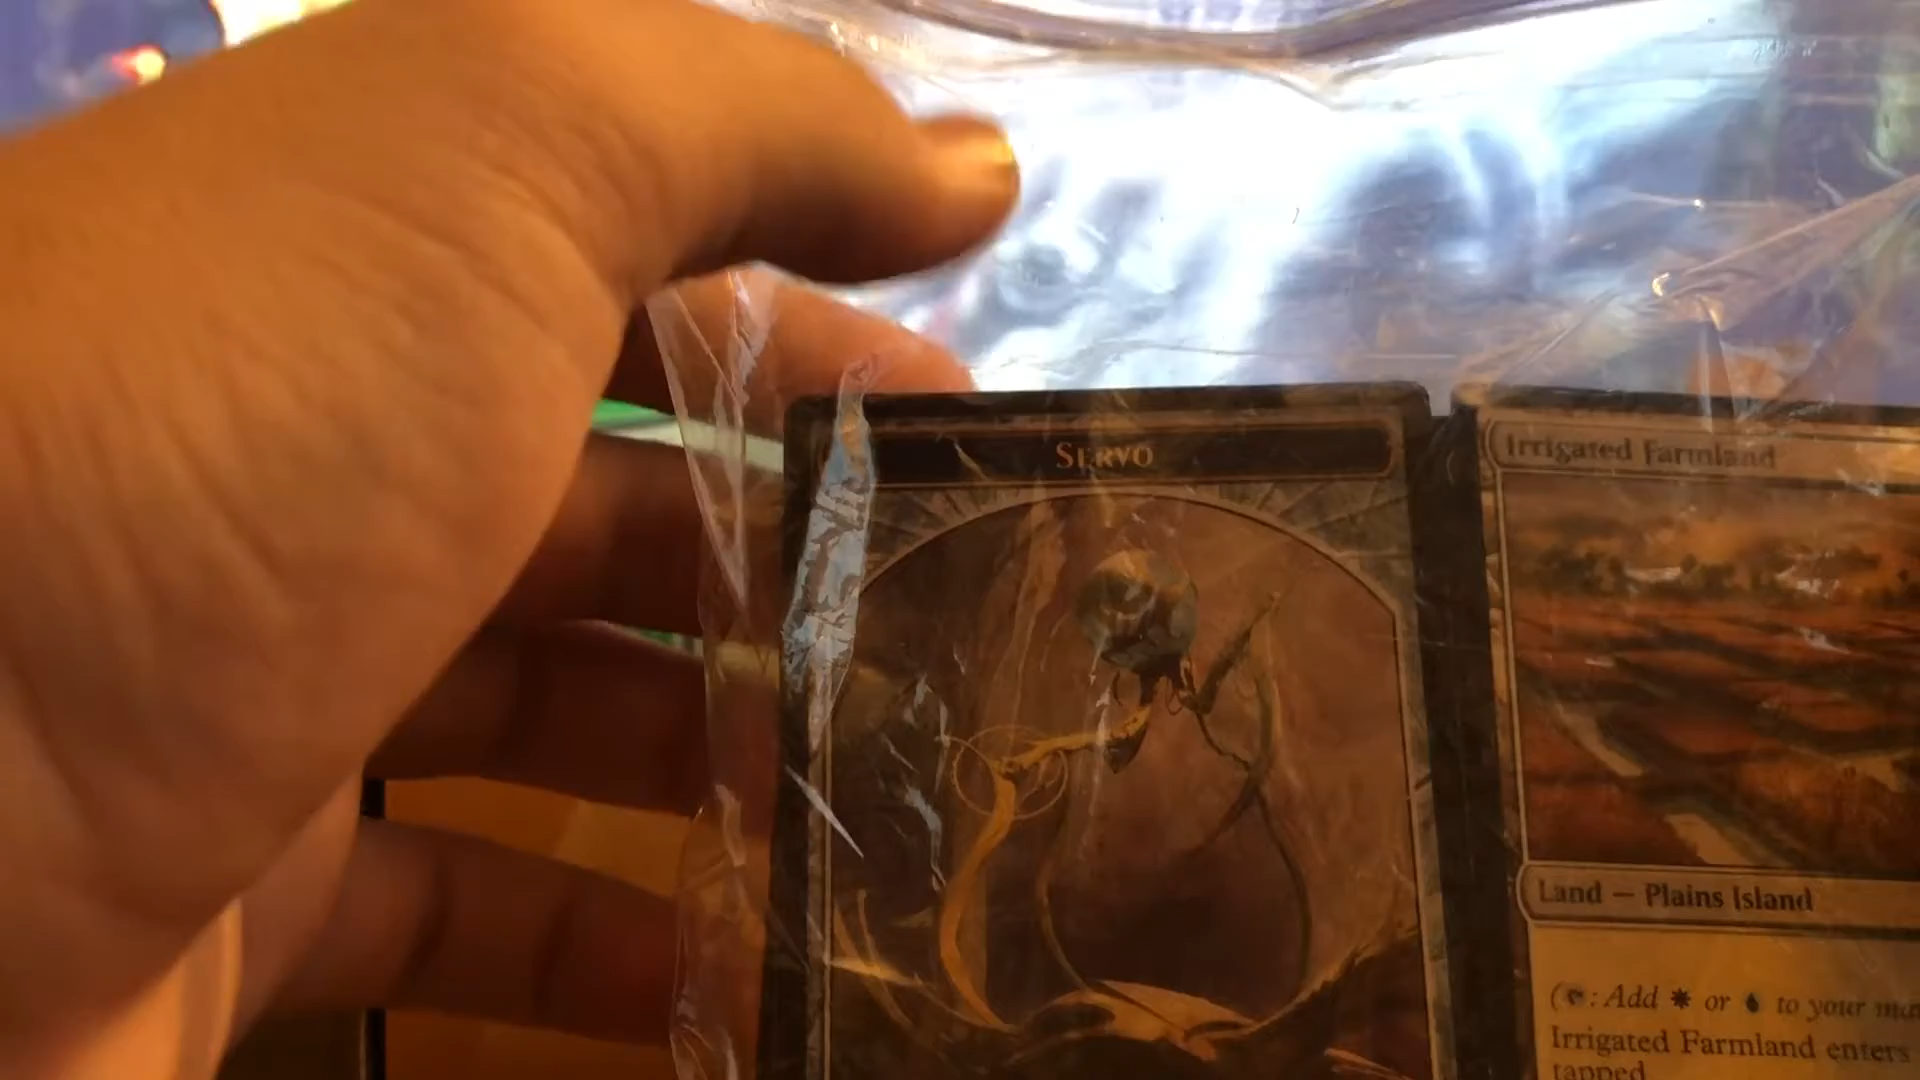 Servo
Irrigated Farmland
Land — Plains Island
(: Add or to your
Irrigated Farmland enters
tapped